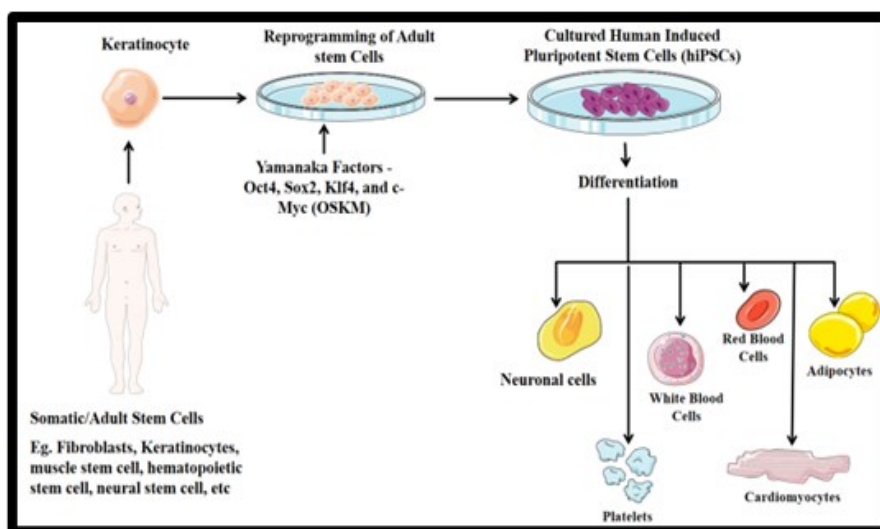 Keratinocyte
Reprogramming of Adult
stem Cells
Cultured Human Induced
Pluripotent Stem Cells (hiPSCs)
Yamanaka Factors -
Oct4, Sox2, Klf4, and c-
Myc (OSKM)
Differentiation
Somatic/Adult Stem Cells
Eg. Fibroblasts, Keratinocytes,
muscle stem cell, hematopoietic
stem cell, neural stem cell, etc
Neuronal cells
White Blood
Cells
Red Blood
Cells
Adipocytes
Platelets
Cardiomyocytes